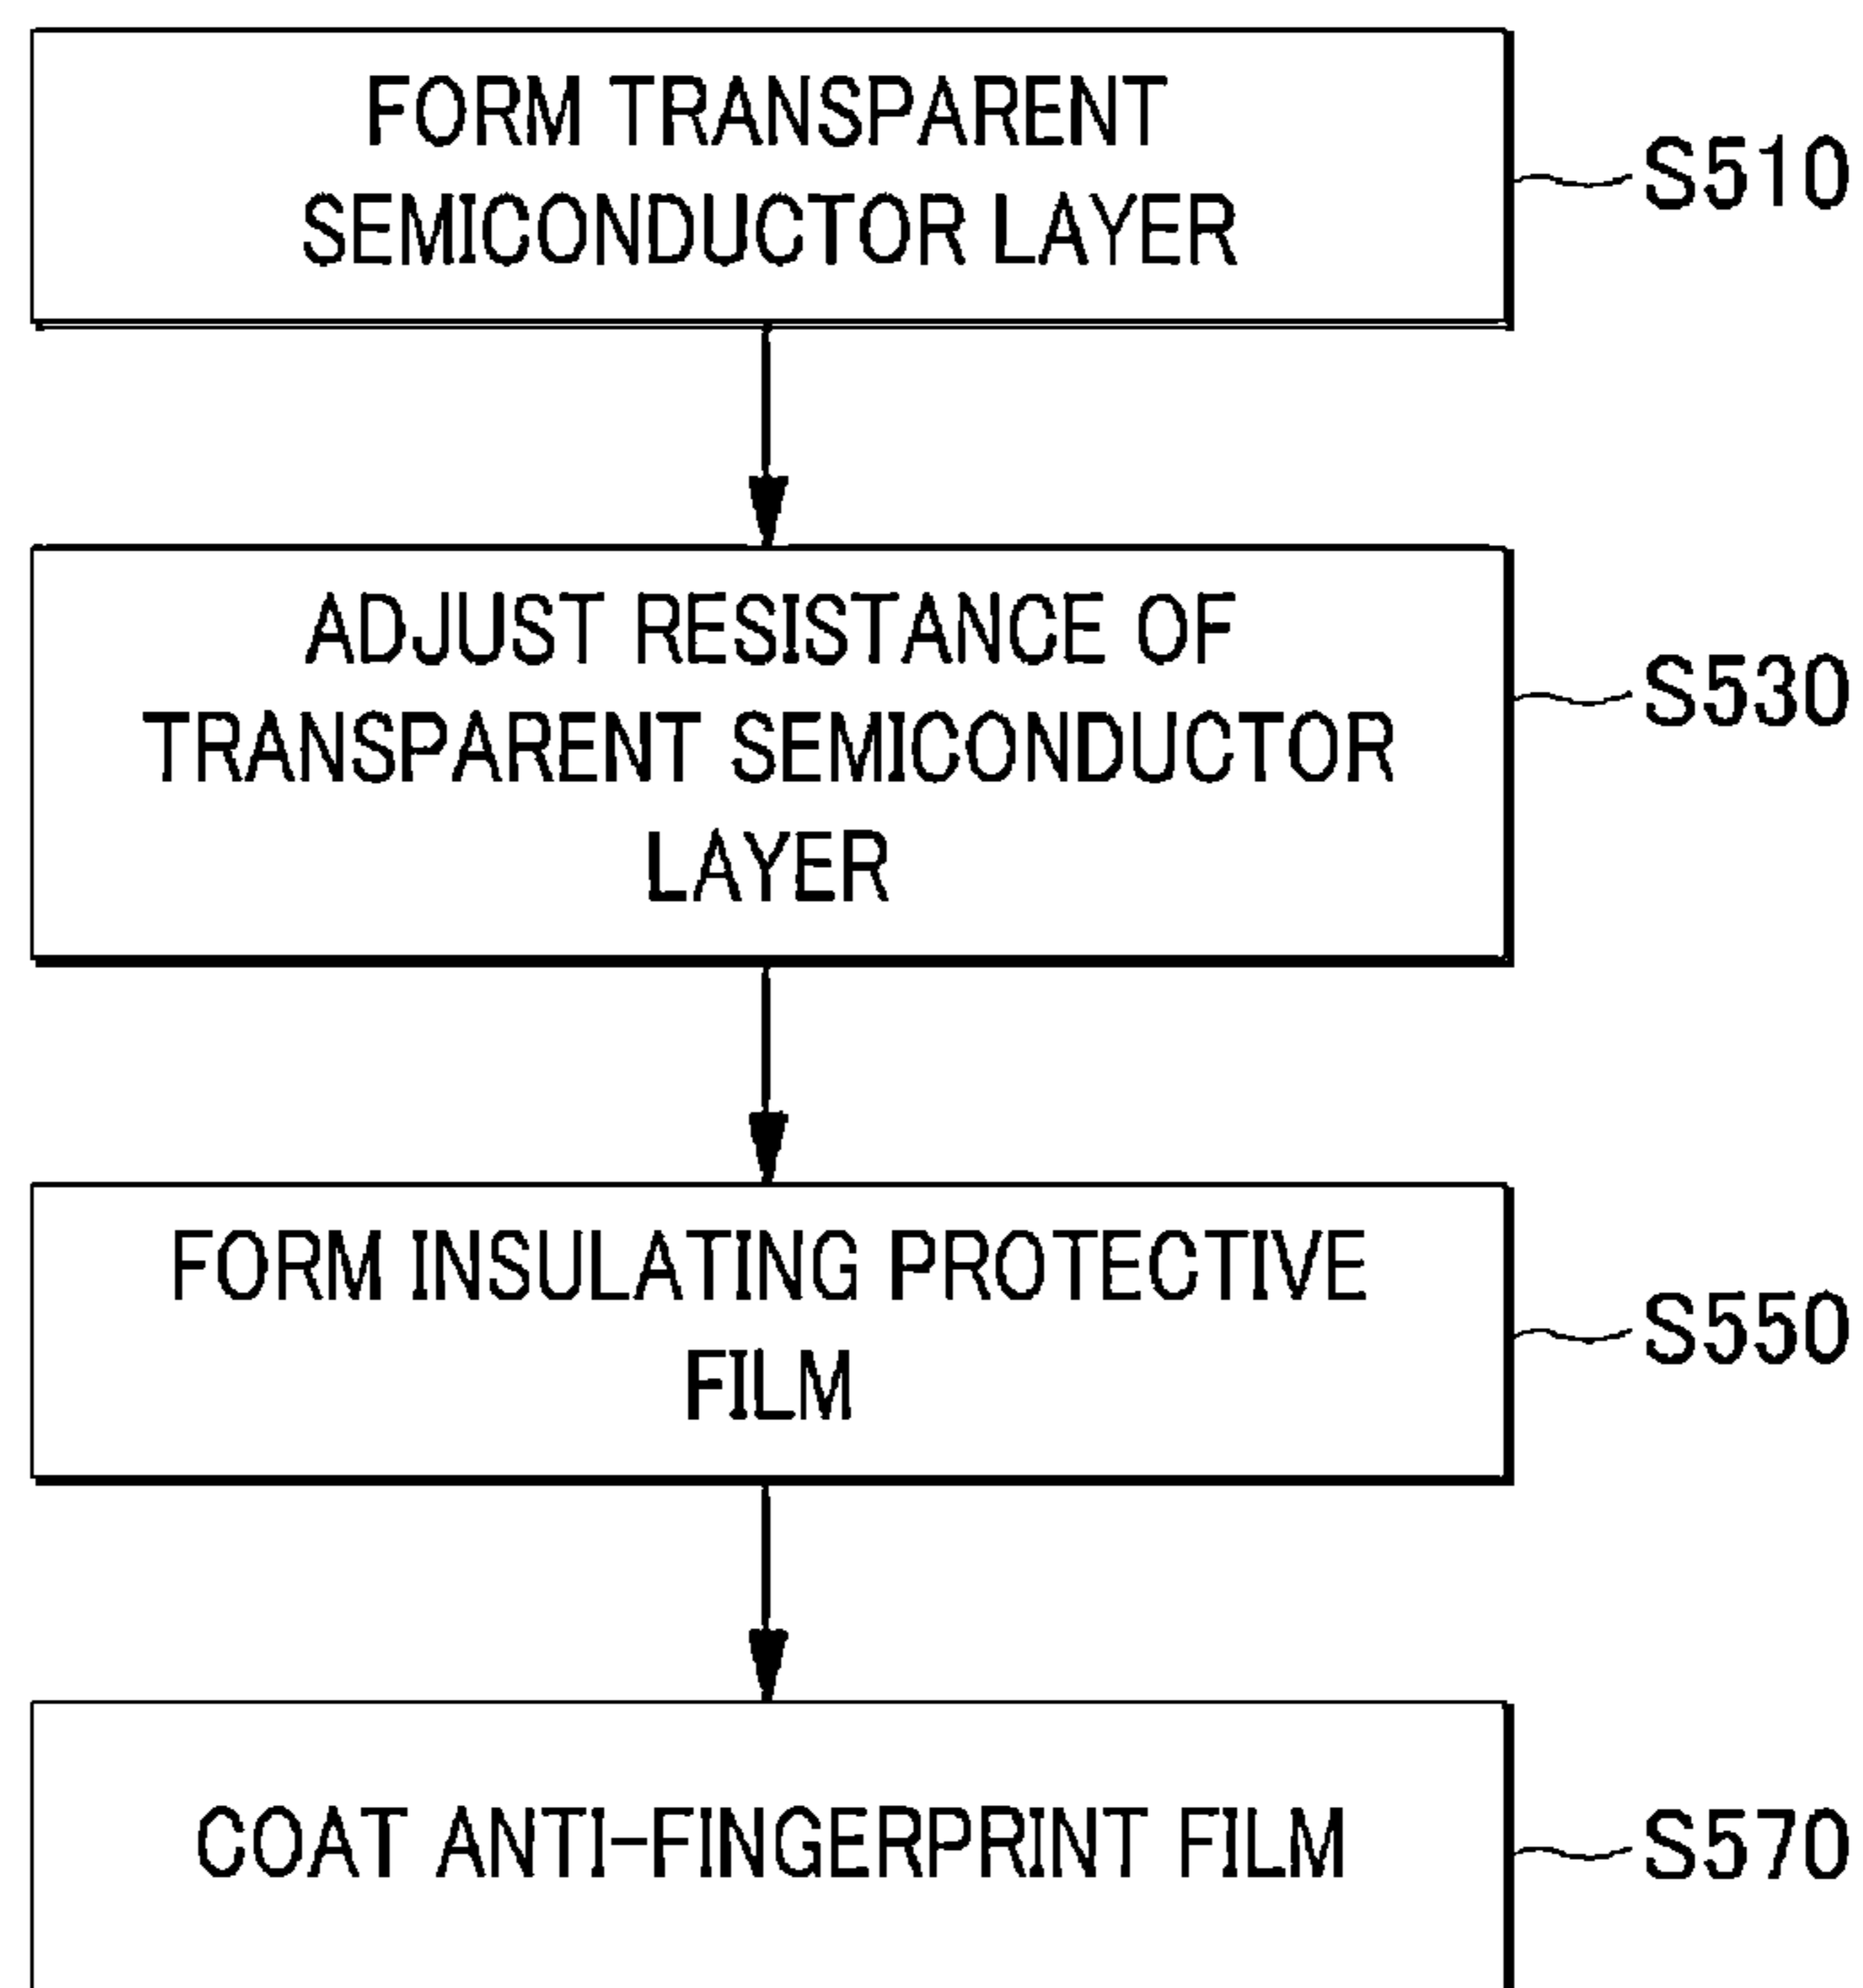 FORM TRANSPARENT
SEMICONDUCTOR LAYER
S510
ADJUST RESISTANCE OF
TRANSPARENT SEMICONDUCTOR
LAYER
S530
FORM INSULATING PROTECTIVE
FILM
S550
COAT ANTI-FINGERPRINT FILM
S570